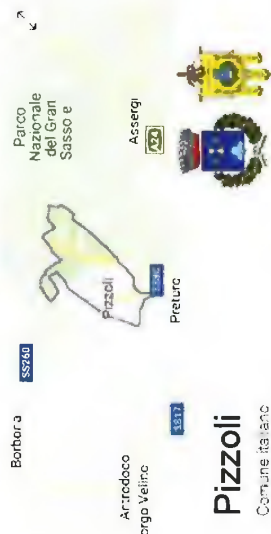 Parco
Nazionale
del Gran
Sasso e
Borbona
SS260
Pizzoli
Assergi
A24
Preturo
Antrodoco
orgo Velino
SS17
Pizzoli
Comune italiano